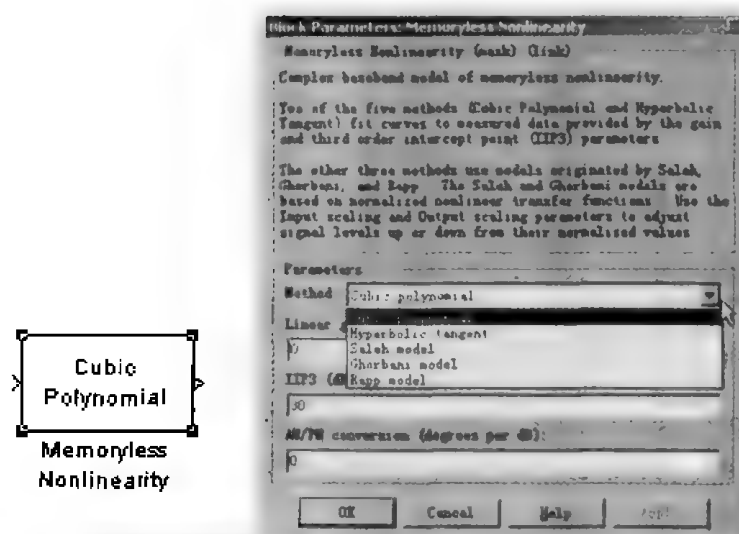 Block Parameters: Memoryless Nonlinearity
Memoryless Nonlinearity (mask) (link)
Complex baseband model of memoryless nonlinearity.
Two of the five methods (Cubic Polynomial and Hyperbolic
Tangent) fit curves to measured data provided by the gain
and third order intercept point (IIP3) parameters
The other three methods use models originated by Saleh,
Ghorbani, and Rapp The Saleh and Ghorbani models are
based on normalized nonlinear transfer functions Use the
Input scaling and Output scaling parameters to adjust
signal levels up or down from their normalized values
Parameters
Method Cubic polynomial
Linear
Hyperbolic tangent
0
Saleh model
Ghorbani model
IIP3 (dB
Rapp model
30
AM/PM conversion (degrees per dB):
0
OK Cancel Help Apply
Cubic
Polynomial
Memoryless
Nonlinearity